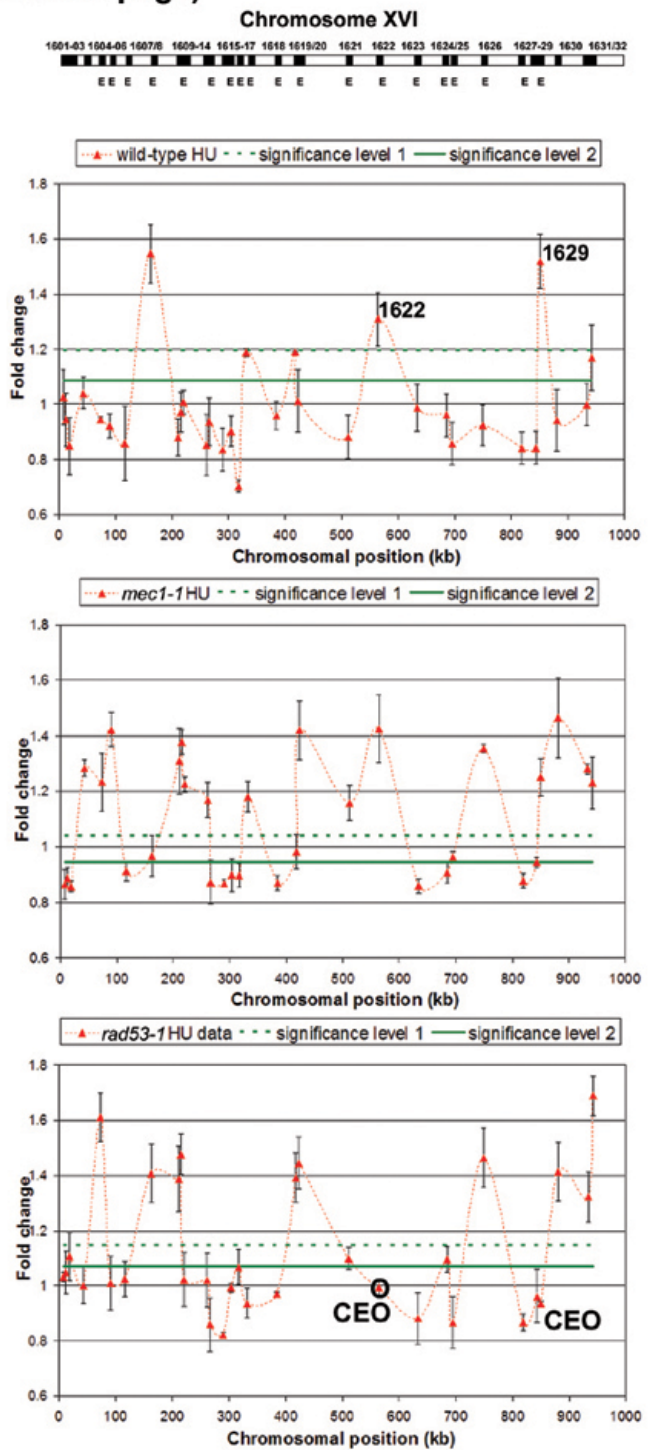 page)
Chromosome XVI
1601-03 1604-06 1607/8 1609-14 1615-17 1618 1619/20 1621 1622 1623 1624/25 1626 1627-29 1630 1631/32
E E E E E E E E E E E E E E E E E E E
wild-type HU significance level 1 significance level 2
1.8
1.6
1.4
1.2
1
0.8
0.6
Fold change
1622
1629
0 100 200 300 400 500 600 700 800 900 1000
Chromosomal position (kb)
mec1-1 HU significance level 1 significance level 2
1.8
1.6
1.4
1.2
1
0.8
0.6
Fold change
0 100 200 300 400 500 600 700 800 900 1000
Chromosomal position (kb)
rad53-1 HU data significance level 1 significance level 2
1.8
1.6
1.4
1.2
1
0.8
0.6
Fold change
O
CEO
CEO
0 100 200 300 400 500 600 700 800 900 1000
Chromosomal position (kb)